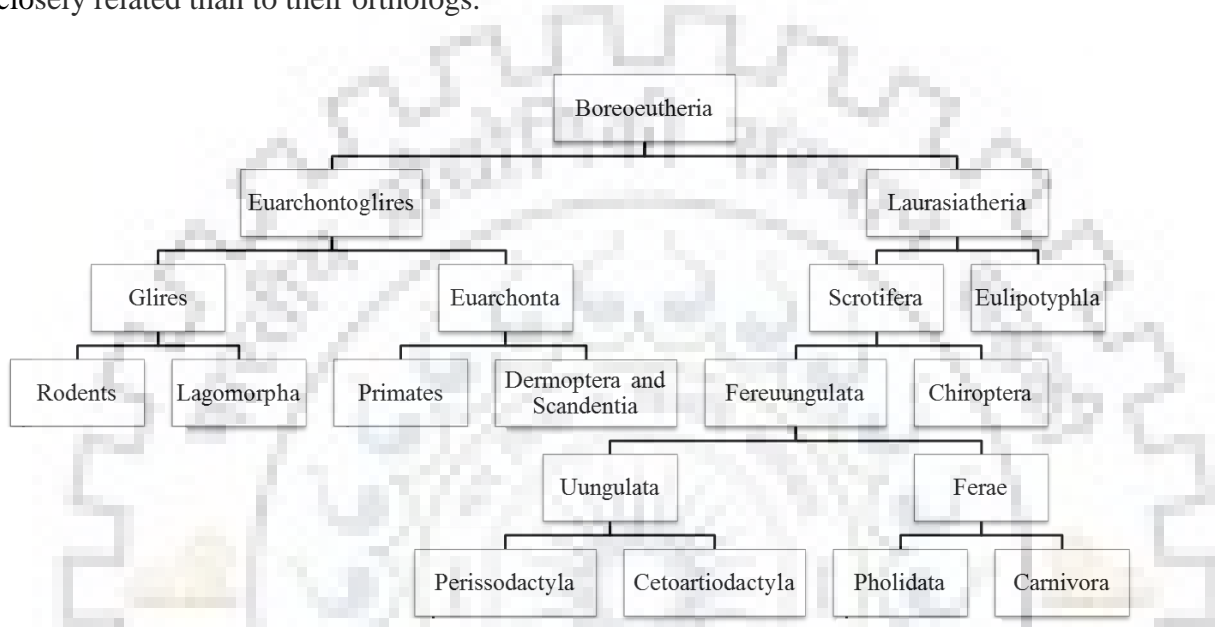 closely related than to their orthologs.
Boreoeutheria
Euarchontoglires
Laurasiatheria
Glires
Euarchonta
Scrotifera
Eulipotyphla
Rodents
Lagomorpha
Primates
Dermoptera and
Scandentia
Fereuungulata
Chiroptera
Uungulata
Ferae
Perissodactyla
Cetoartiodactyla
Pholidata
Carnivora